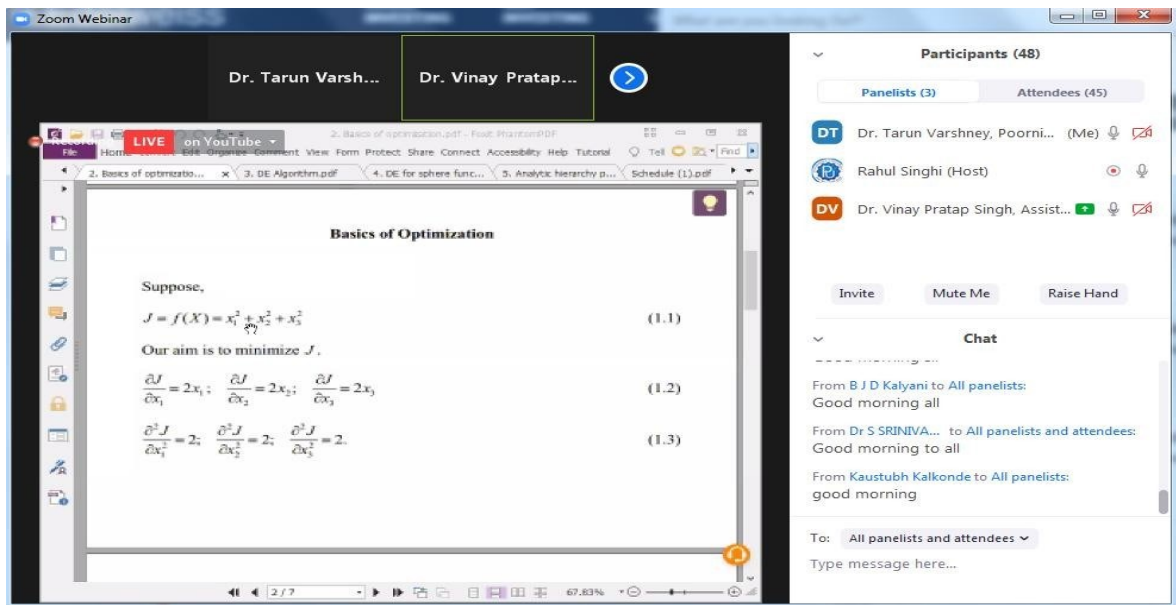 Zoom Webinar
Dr. Tarun Varsh...
Dr. Vinay Pratap...
LIVE on YouTube
2. Basics of optimization.pdf - Foxit PhantomPDF
File Home Edit Organize Comment View Form Protect Share Connect Accessibility Help Tutorial Tell Find
2. Basics of optimizatio... 3. DE Algorithm.pdf 4. DE for sphere func... 5. Analytic hierarchy p... Schedule (1).pdf
Basics of Optimization
Suppose,
J = f(X) = x₁² + x₂² + x₃² (1.1)
Our aim is to minimize J.
∂J/∂x₁ = 2x₁; ∂J/∂x₂ = 2x₂; ∂J/∂x₃ = 2x₃ (1.2)
∂²J/∂x₁² = 2; ∂²J/∂x₂² = 2; ∂²J/∂x₃² = 2. (1.3)
2 / 7
67.83%
Participants (48)
Panelists (3) Attendees (45)
DT Dr. Tarun Varshney, Poorni... (Me)
Rahul Singhi (Host)
DV Dr. Vinay Pratap Singh, Assist...
Invite Mute Me Raise Hand
Chat
From B J D Kalyani to All panelists:
Good morning all
From Dr S SRINIVA... to All panelists and attendees:
Good morning to all
From Kaustubh Kalkonde to All panelists:
good morning
To: All panelists and attendees
Type message here...